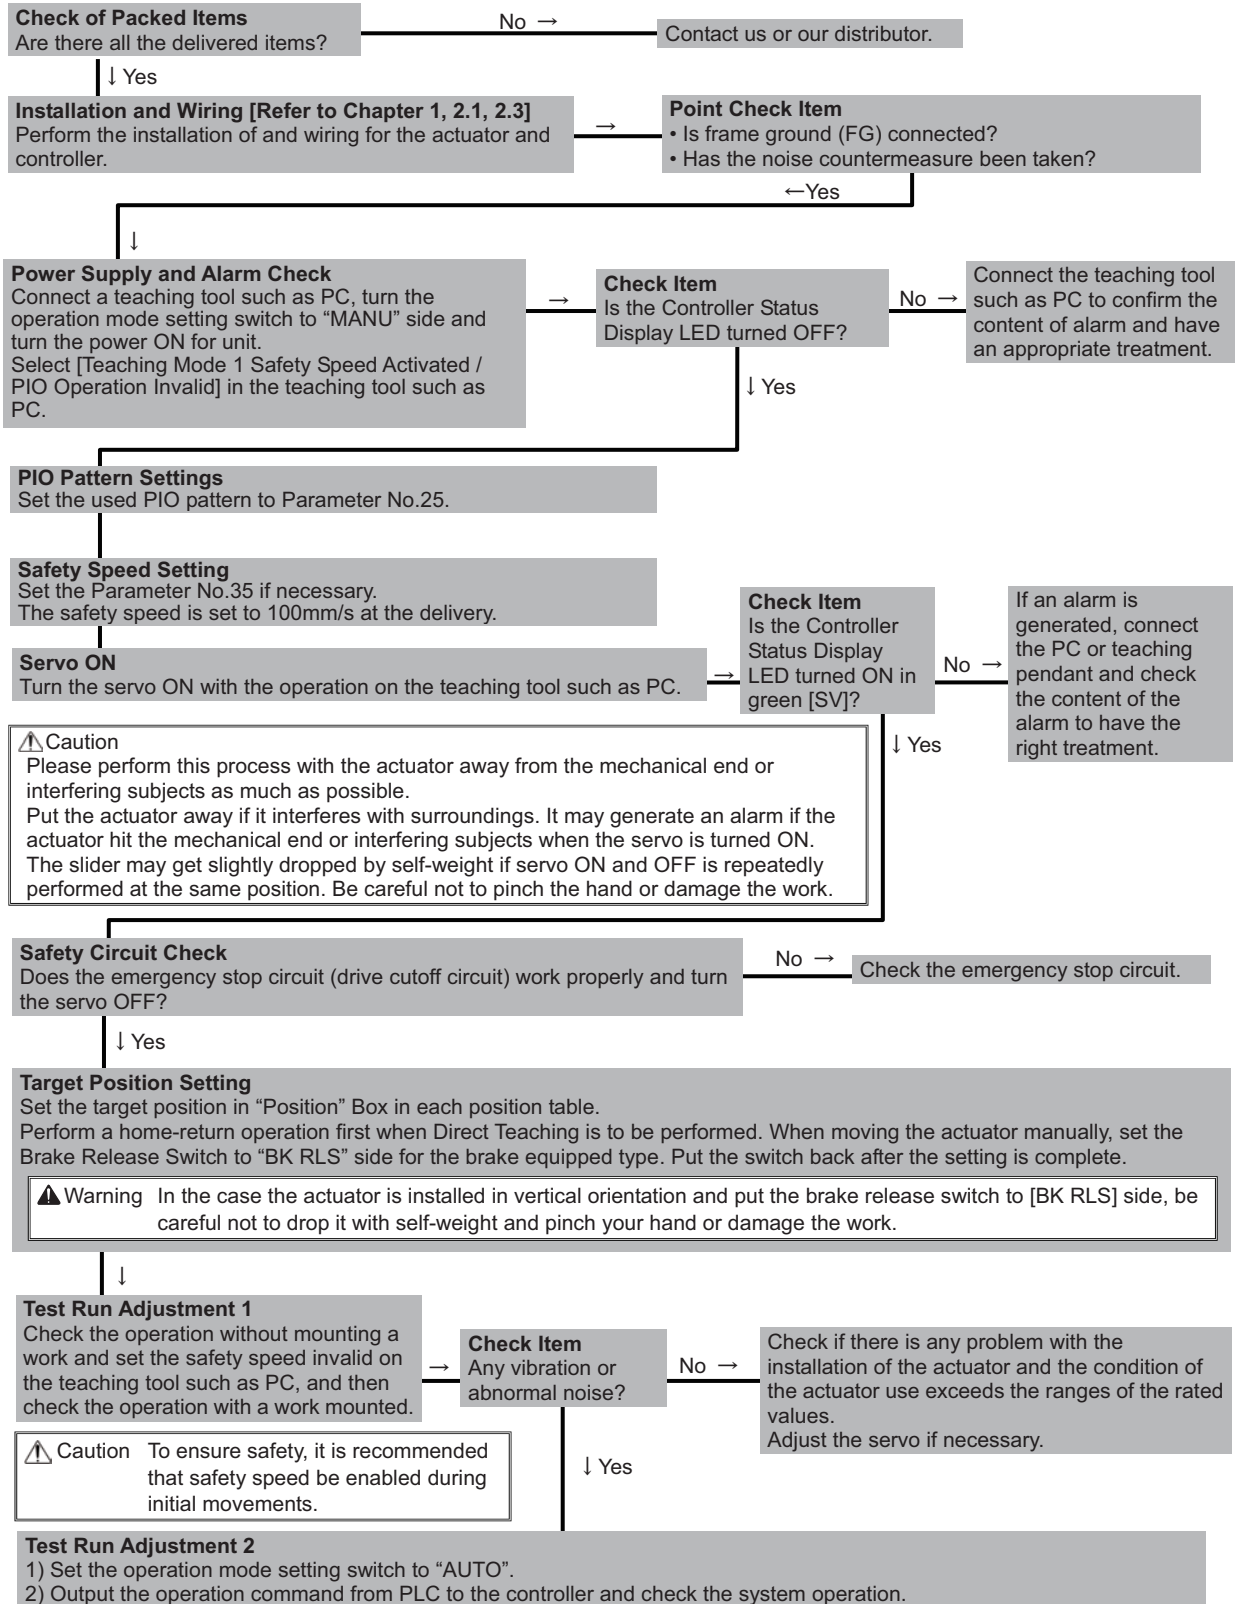 Check of Packed Items
Are there all the delivered items?
No →
Contact us or our distributor.
↓ Yes
Installation and Wiring [Refer to Chapter 1, 2.1, 2.3]
Perform the installation of and wiring for the actuator and
controller.
→
Point Check Item
• Is frame ground (FG) connected?
• Has the noise countermeasure been taken?
←Yes
↓
Power Supply and Alarm Check
Connect a teaching tool such as PC, turn the
operation mode setting switch to “MANU” side and
turn the power ON for unit.
Select [Teaching Mode 1 Safety Speed Activated /
PIO Operation Invalid] in the teaching tool such as
PC.
→
Check Item
Is the Controller Status
Display LED turned OFF?
No →
Connect the teaching tool
such as PC to confirm the
content of alarm and have
an appropriate treatment.
↓ Yes
PIO Pattern Settings
Set the used PIO pattern to Parameter No.25.
Safety Speed Setting
Set the Parameter No.35 if necessary.
The safety speed is set to 100mm/s at the delivery.
Servo ON
Turn the servo ON with the operation on the teaching tool such as PC.
→
Check Item
Is the Controller
Status Display
LED turned ON in
green [SV]?
No →
If an alarm is
generated, connect
the PC or teaching
pendant and check
the content of the
alarm to have the
right treatment.
↓ Yes
Caution
Please perform this process with the actuator away from the mechanical end or
interfering subjects as much as possible.
Put the actuator away if it interferes with surroundings. It may generate an alarm if the
actuator hit the mechanical end or interfering subjects when the servo is turned ON.
The slider may get slightly dropped by self-weight if servo ON and OFF is repeatedly
performed at the same position. Be careful not to pinch the hand or damage the work.
Safety Circuit Check
Does the emergency stop circuit (drive cutoff circuit) work properly and turn
the servo OFF?
No →
Check the emergency stop circuit.
↓ Yes
Target Position Setting
Set the target position in “Position” Box in each position table.
Perform a home-return operation first when Direct Teaching is to be performed. When moving the actuator manually, set the
Brake Release Switch to “BK RLS” side for the brake equipped type. Put the switch back after the setting is complete.
Warning In the case the actuator is installed in vertical orientation and put the brake release switch to [BK RLS] side, be
careful not to drop it with self-weight and pinch your hand or damage the work.
↓
Test Run Adjustment 1
Check the operation without mounting a
work and set the safety speed invalid on
the teaching tool such as PC, and then
check the operation with a work mounted.
→
Check Item
Any vibration or
abnormal noise?
No →
Check if there is any problem with the
installation of the actuator and the condition of
the actuator use exceeds the ranges of the rated
values.
Adjust the servo if necessary.
Caution To ensure safety, it is recommended
that safety speed be enabled during
initial movements.
↓ Yes
Test Run Adjustment 2
1) Set the operation mode setting switch to “AUTO”.
2) Output the operation command from PLC to the controller and check the system operation.